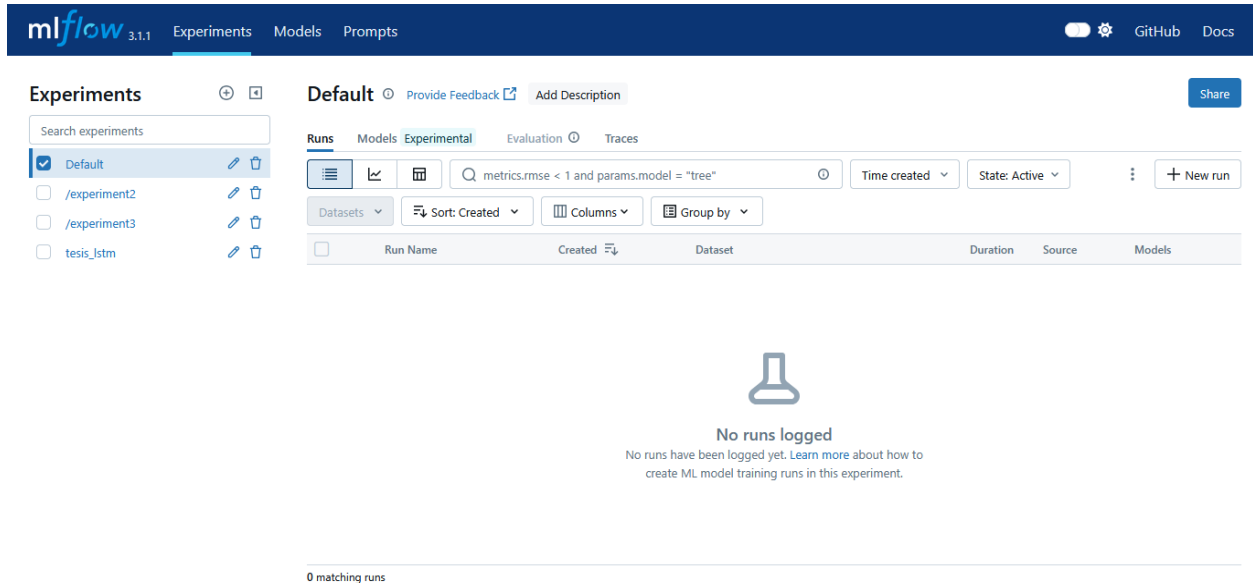 mlflow 3.1.1 Experiments Models Prompts GitHub Docs
Experiments
Search experiments
Default
/experiment2
/experiment3
tesis_lstm
Default Provide Feedback Add Description Share
Runs Models Experimental Evaluation Traces
metrics.rmse < 1 and params.model = "tree" Time created State: Active New run
Datasets Sort: Created Columns Group by
Run Name Created Dataset Duration Source Models
No runs logged
No runs have been logged yet. Learn more about how to
create ML model training runs in this experiment.
0 matching runs